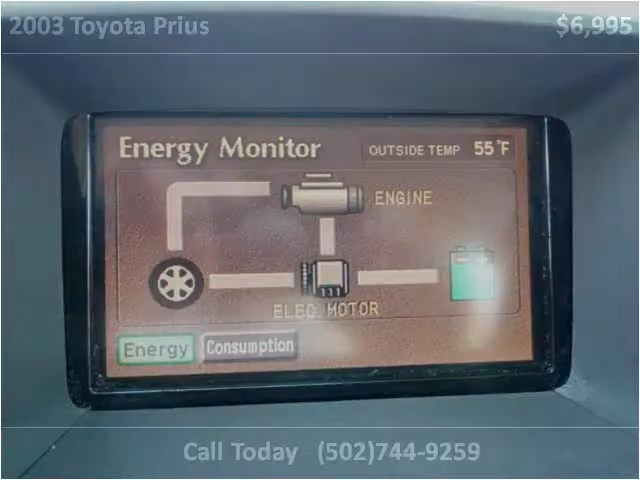 2003 Toyota Prius $6,995
Energy Monitor OUTSIDE TEMP 55°F
ENGINE
ELEC.MOTOR
Energy Consumption
Call Today (502)744-9259